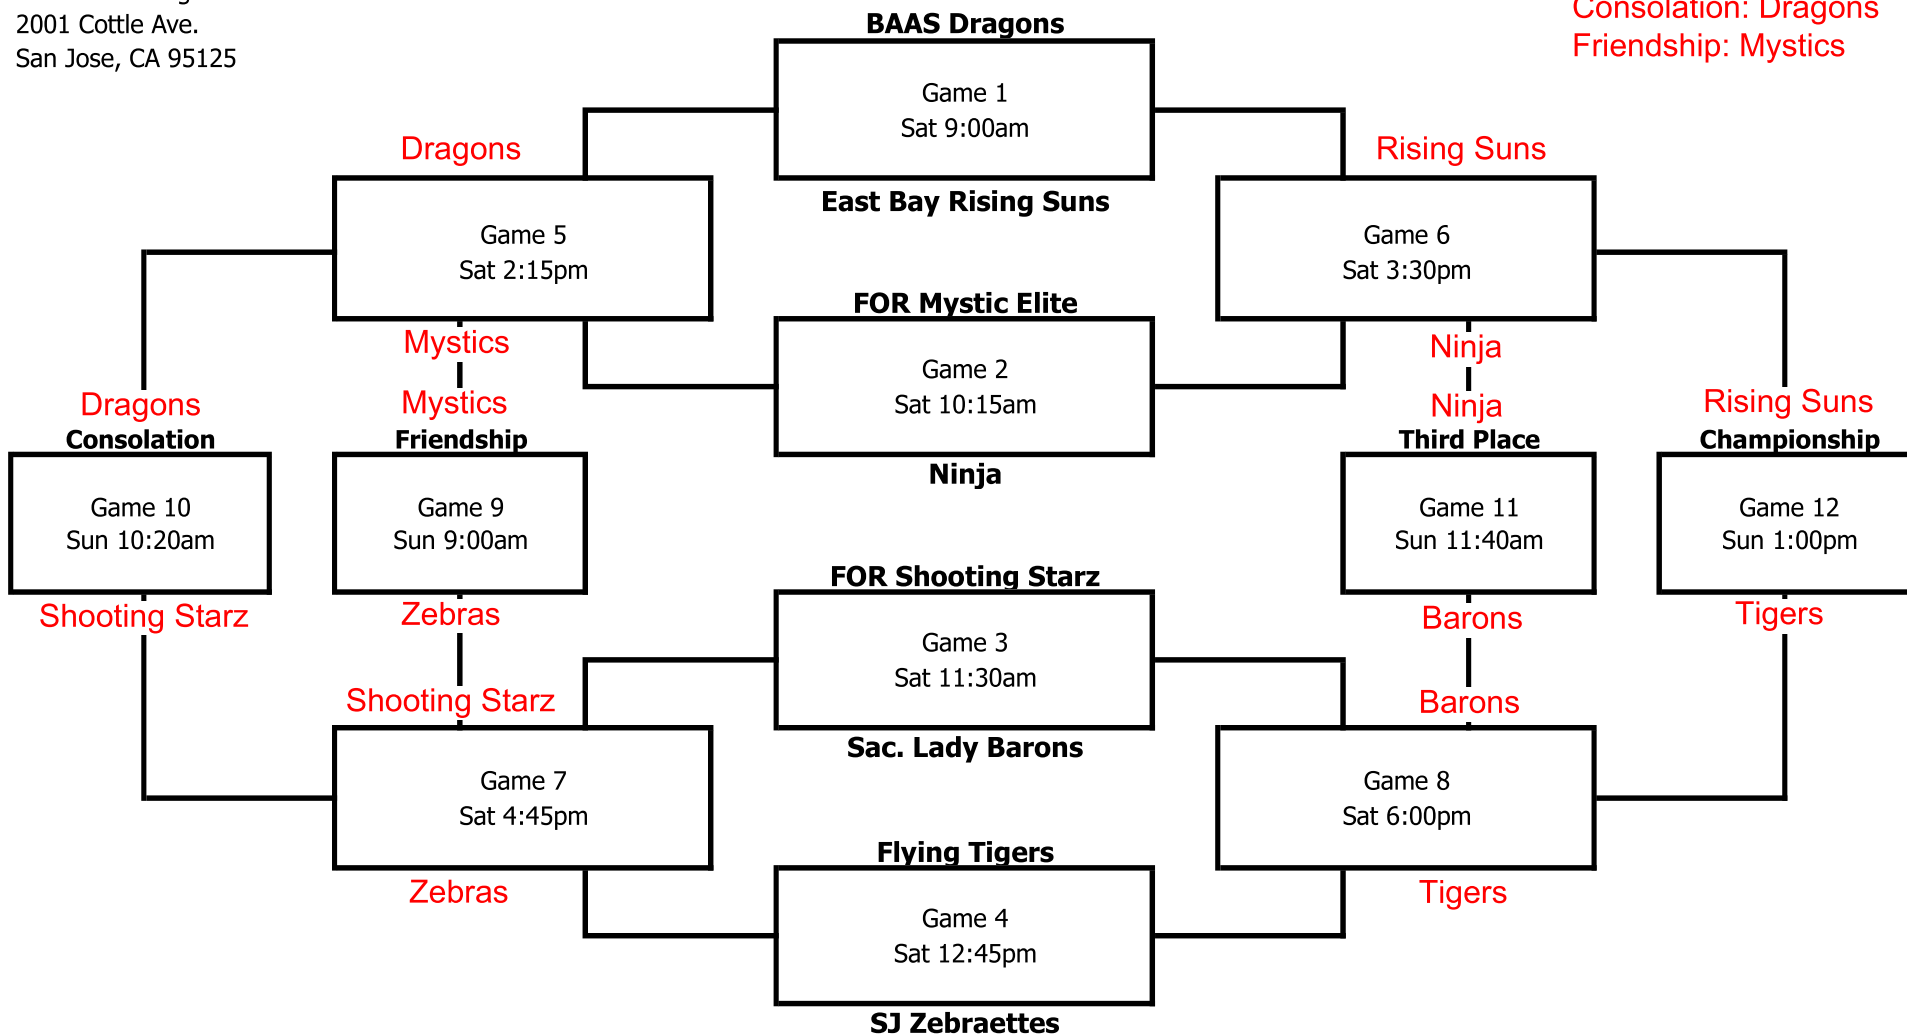 2001 Cottle Ave.
San Jose, CA 95125
Consolation: Dragons
Friendship: Mystics
BAAS Dragons
Game 1
Sat 9:00am
East Bay Rising Suns
Dragons
Game 5
Sat 2:15pm
Mystics
Rising Suns
Game 6
Sat 3:30pm
Ninja
FOR Mystic Elite
Game 2
Sat 10:15am
Ninja
Dragons
Consolation
Game 10
Sun 10:20am
Shooting Starz
Mystics
Friendship
Game 9
Sun 9:00am
Zebras
Ninja
Third Place
Game 11
Sun 11:40am
Barons
Rising Suns
Championship
Game 12
Sun 1:00pm
Tigers
FOR Shooting Starz
Game 3
Sat 11:30am
Sac. Lady Barons
Shooting Starz
Game 7
Sat 4:45pm
Zebras
Barons
Game 8
Sat 6:00pm
Tigers
Flying Tigers
Game 4
Sat 12:45pm
SJ Zebraettes